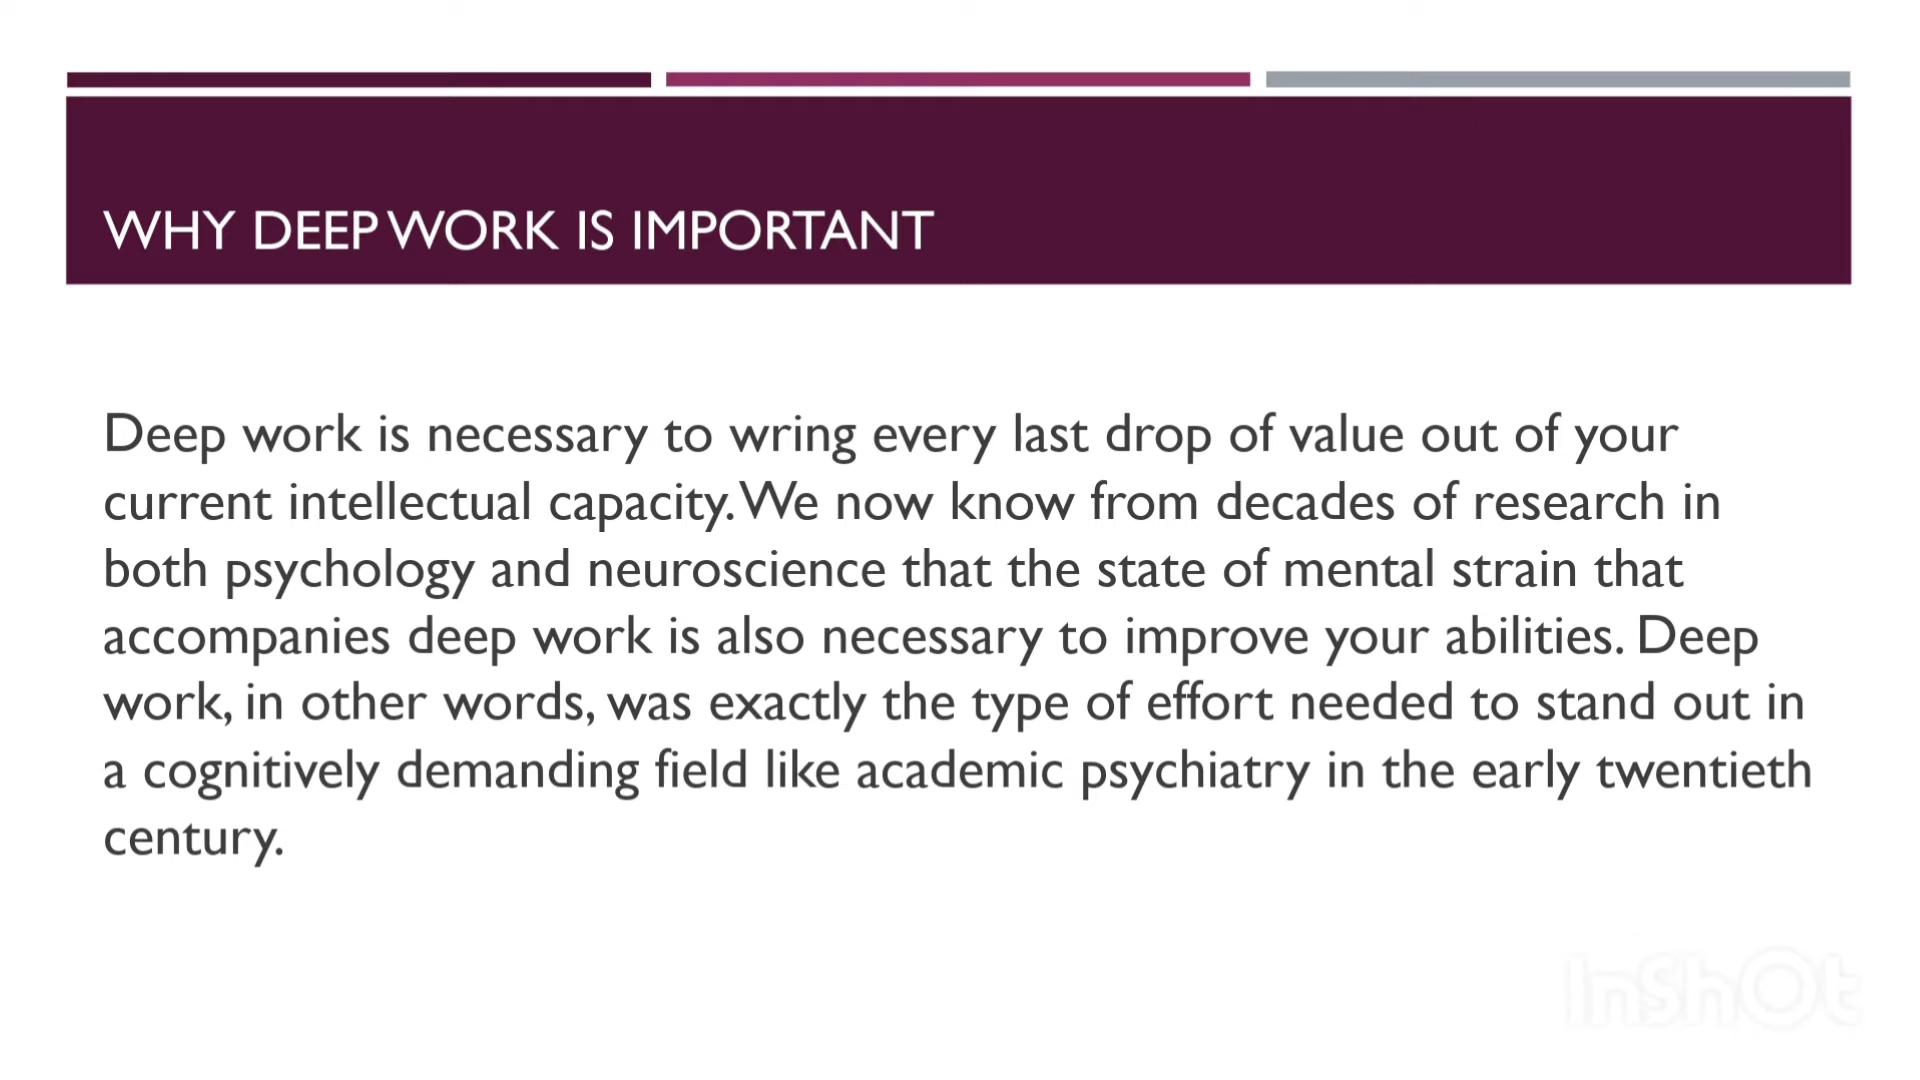 WHY DEEP WORK IS IMPORTANT
Deep work is necessary to wring every last drop of value out of your
current intellectual capacity. We now know from decades of research in
both psychology and neuroscience that the state of mental strain that
accompanies deep work is also necessary to improve your abilities. Deep
work, in other words, was exactly the type of effort needed to stand out in
a cognitively demanding field like academic psychiatry in the early twentieth
century.
InShOt